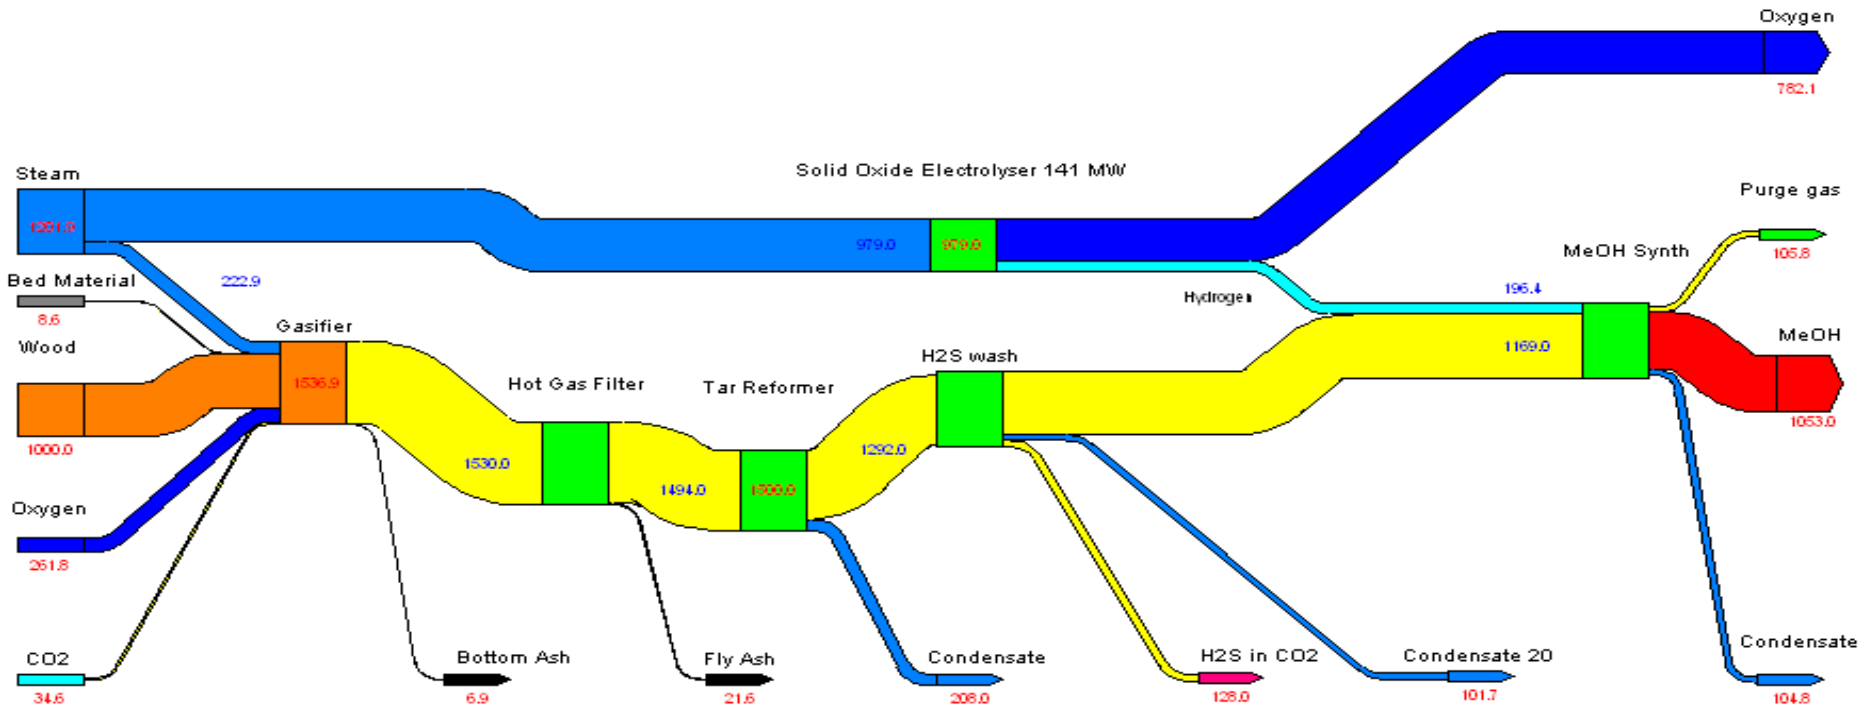 Oxygen
782.1
Solid Oxide Electrolyser 141 MW
Steam
Purge gas
979.0
979.0
105.8
MeOH Synth
222.9
Bed Material
8.6
196.4
Hydrogen
Gasifier
MeOH
Wood
H2S wash
1169.0
1536.9
Hot Gas Filter
Tar Reformer
1053.0
1000.0
1530.0
1494.0
1292.0
Oxygen
261.8
CO2
34.6
Bottom Ash
6.9
Fly Ash
21.6
Condensate
208.0
H2S in CO2
128.0
Condensate 20
101.7
Condensate
104.8